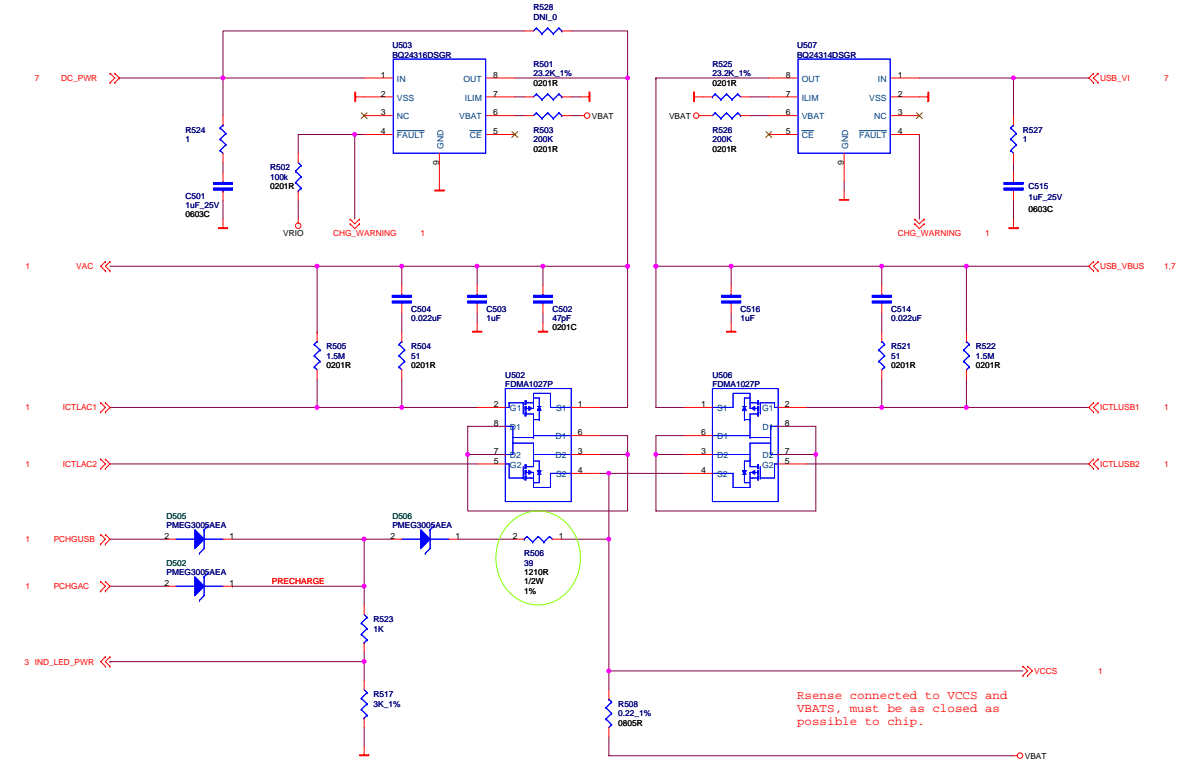 R528
DNI_0
U503
BQ24316DSGR
U507
BQ24314DSGR
7 DC_PWR
1 IN
2 VSS
3 NC
4 FAULT
OUT 8
ILIM 7
VBAT 6
CE 5
GND
9
R501
23.2K_1%
0201R
VBAT
R503
200K
0201R
R525
23.2K_1%
0201R
VBAT
R526
200K
0201R
8 OUT
7 ILIM
6 VBAT
5 CE
IN 1
VSS 2
NC 3
FAULT 4
GND
9
USB_VI 7
R524
1
C501
1uF_25V
0603C
R502
100k
0201R
VRIO
CHG_WARNING 1
R527
1
C515
1uF_25V
0603C
CHG_WARNING 1
1 VAC
USB_VBUS 1,7
C504
0.022uF
C503
1uF
C502
47pF
0201C
C516
1uF
C514
0.022uF
R505
1.5M
0201R
R504
51
0201R
R521
51
0201R
R522
1.5M
0201R
U502
FDMA1027P
U506
FDMA1027P
1 ICTLAC1
2 G1 S1 1
8 D1
D1 6
7 D2
D2 3
5 G2
S2 4
1 S1 G1 2
D1 8
6 D1
3 D2
D2 7
G2 5
4 S2
ICTLUSB1 1
1 ICTLAC2
ICTLUSB2 1
D505
PMEG3005AEA
D506
PMEG3005AEA
1 PCHGUSB
2 1
2 1
2 1
R506
39
1210R
1/2W
1%
D502
PMEG3005AEA
1 PCHGAC
2 1
PRECHARGE
R523
1K
3 IND_LED_PWR
R517
3K_1%
VCCS 1
R508
0.22_1%
0805R
Rsense connected to VCCS and
VBATS, must be as closed as
possible to chip.
VBAT